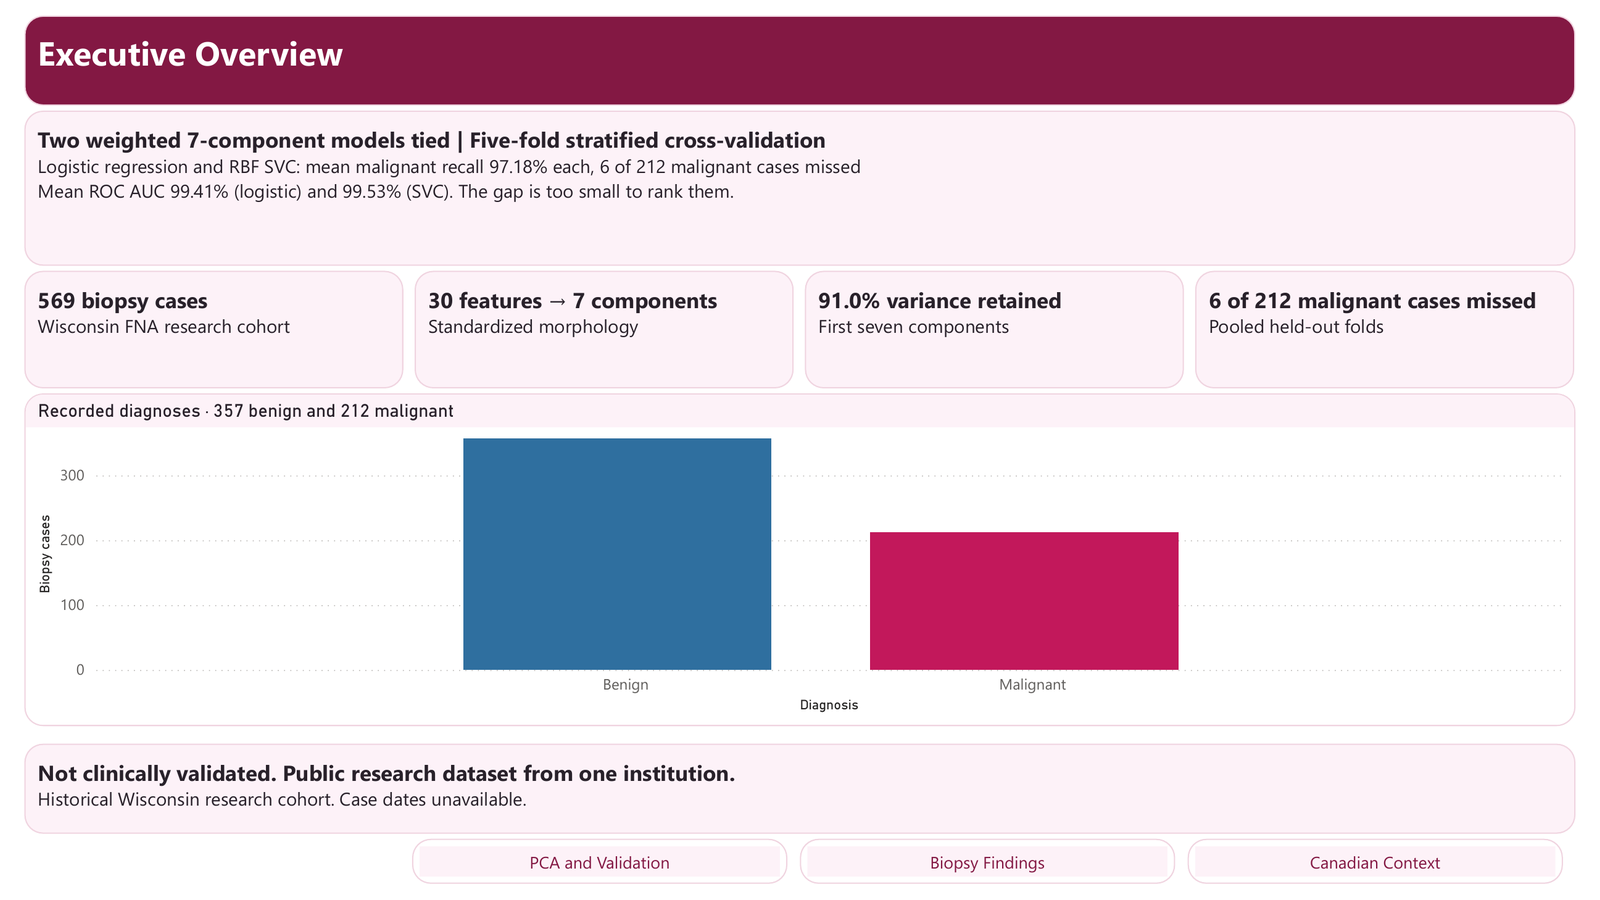 Executive Overview
Two weighted 7-component models tied | Five-fold stratified cross-validation
Logistic regression and RBF SVC: mean malignant recall 97.18% each, 6 of 212 malignant cases missed
Mean ROC AUC 99.41% (logistic) and 99.53% (SVC). The gap is too small to rank them.
569 biopsy cases
Wisconsin FNA research cohort
30 features → 7 components
Standardized morphology
91.0% variance retained
First seven components
6 of 212 malignant cases missed
Pooled held-out folds
Recorded diagnoses · 357 benign and 212 malignant
Biopsy cases
300
200
100
0
Benign
Malignant
Diagnosis
Not clinically validated. Public research dataset from one institution.
Historical Wisconsin research cohort. Case dates unavailable.
PCA and Validation
Biopsy Findings
Canadian Context